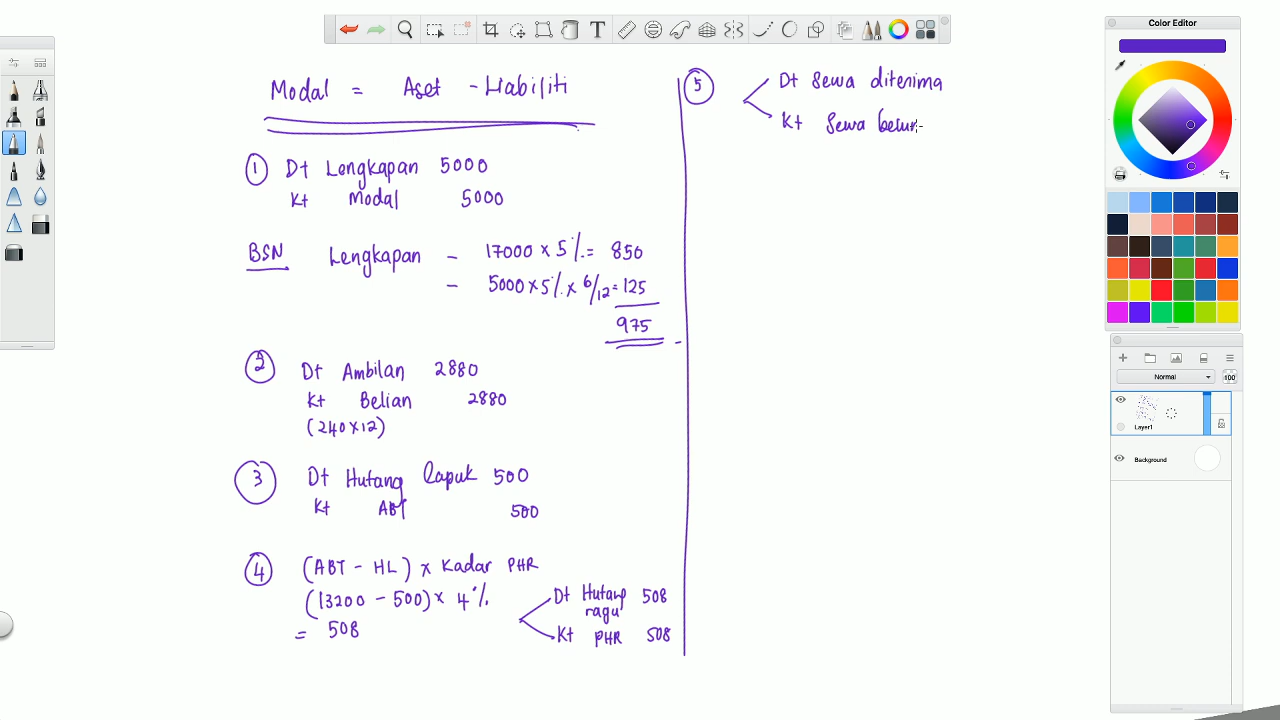 Modal = Aset - Liabiliti
① Dt Lengkapan 5000
Kt Modal 5000
BSN Lengkapan - 17000 x 5% = 850
- 5000 x 5% x 6/12 = 125
975
② Dt Ambilan 2880
Kt Belian 2880
(240 x 12)
③ Dt Hutang lapuk 500
Kt ABT 500
④ (ABT - HL) x Kadar PHR
(13200 - 500) x 4%
= 508
Dt Hutang ragu 508
Kt PHR 508
⑤ Dt Sewa diterima
Kt Sewa belum
Color Editor
Normal
100
Layer1
Background